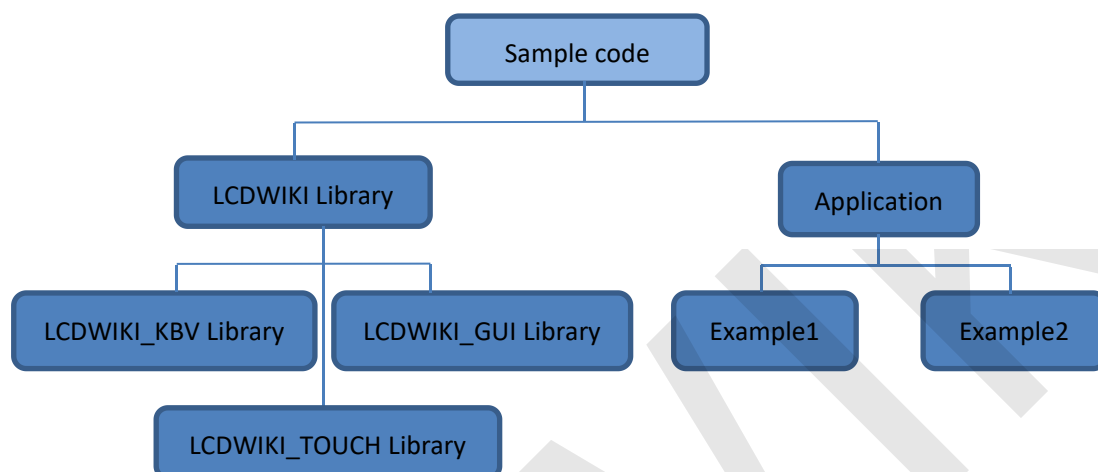 Sample code
LCDWIKI Library
Application
LCDWIKI_KBV Library
LCDWIKI_GUI Library
Example1
Example2
LCDWIKI_TOUCH Library